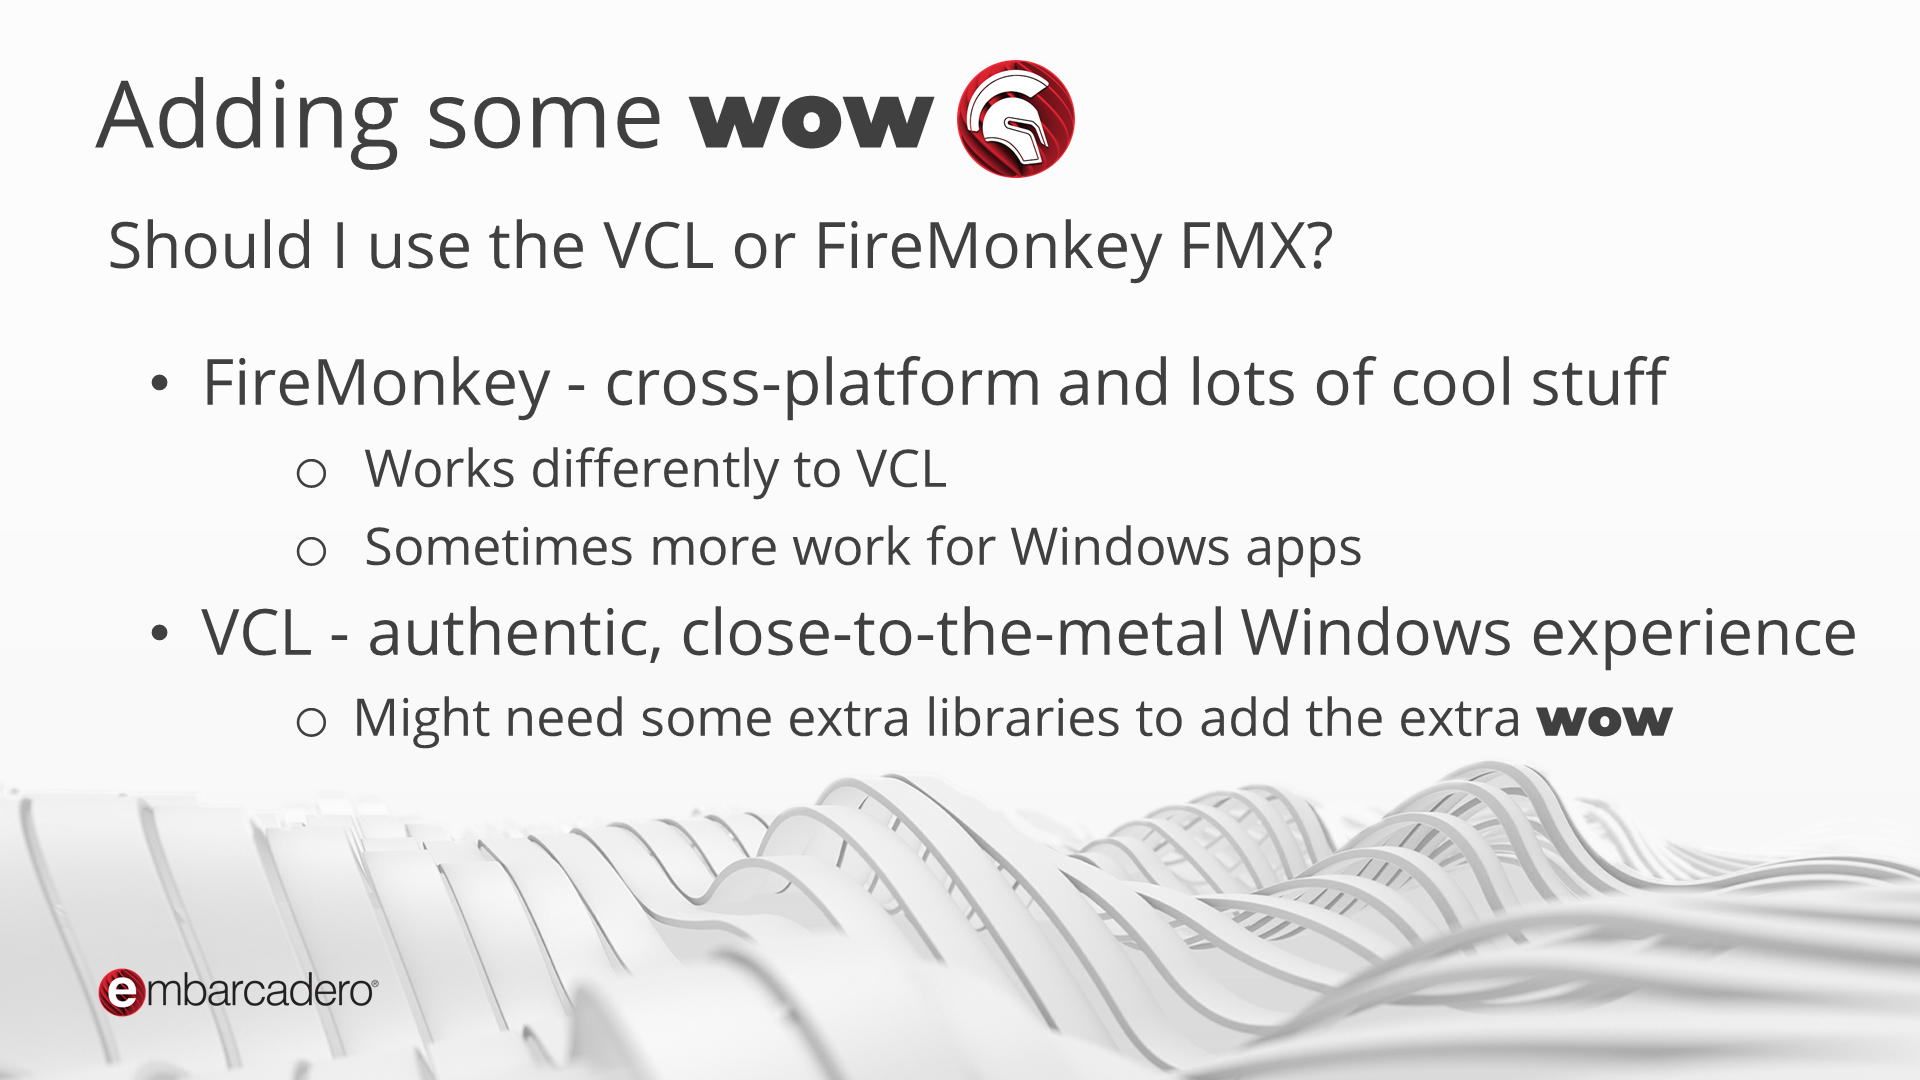 Adding some wow
Should I use the VCL or FireMonkey FMX?
• FireMonkey - cross-platform and lots of cool stuff
○ Works differently to VCL
○ Sometimes more work for Windows apps
• VCL - authentic, close-to-the-metal Windows experience
○ Might need some extra libraries to add the extra wow
embarcadero®